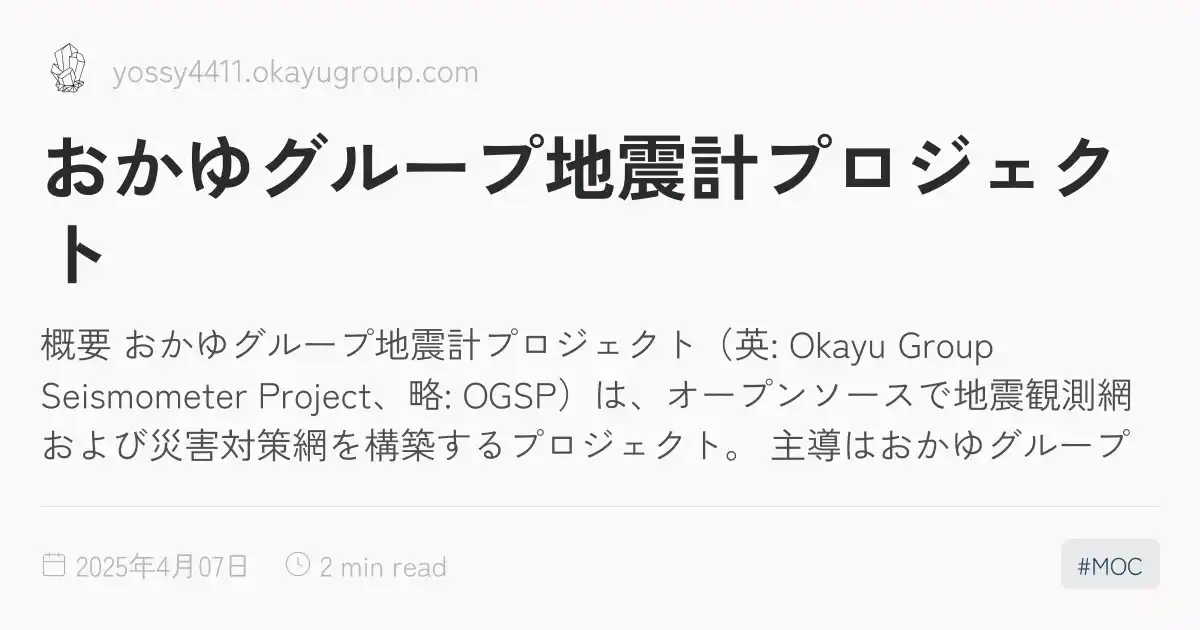 yossy4411.okayugroup.com
おかゆグループ地震計プロジェク
ト
概要 おかゆグループ地震計プロジェクト（英: Okayu Group
Seismometer Project、略: OGSP）は、オープンソースで地震観測網
および災害対策網を構築するプロジェクト。 主導はおかゆグループ
2025年4月07日 2 min read #MOC